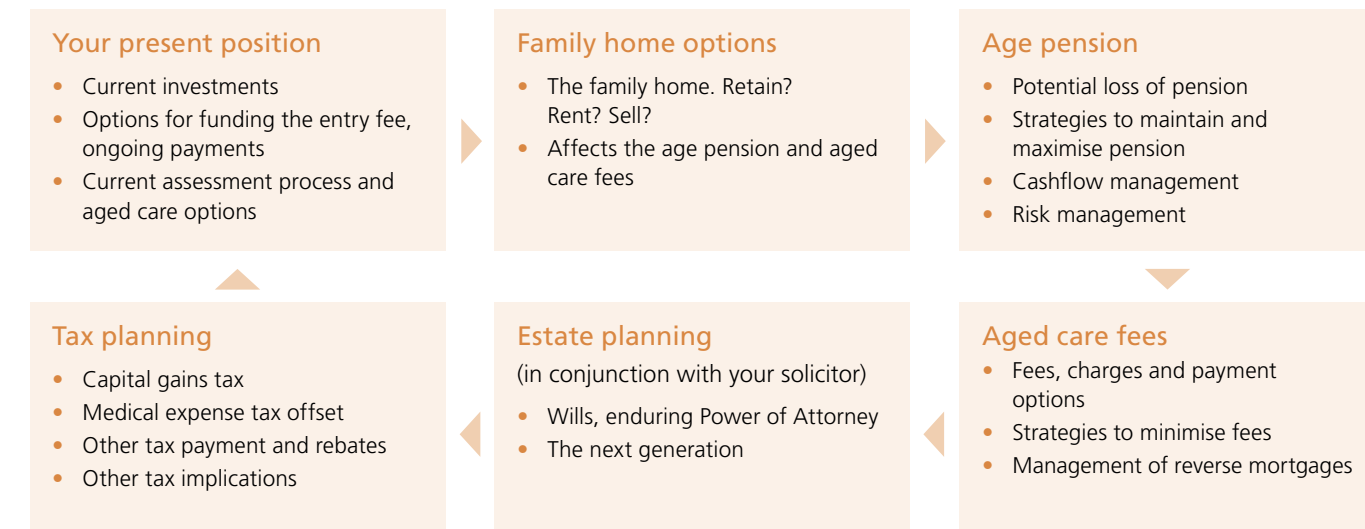 Your present position
• Current investments
• Options for funding the entry fee,
ongoing payments
• Current assessment process and
aged care options
Family home options
• The family home. Retain?
Rent? Sell?
• Affects the age pension and aged
care fees
Age pension
• Potential loss of pension
• Strategies to maintain and
maximise pension
• Cashflow management
• Risk management
Aged care fees
• Fees, charges and payment
options
• Strategies to minimise fees
• Management of reverse mortgages
Estate planning
(in conjunction with your solicitor)
• Wills, enduring Power of Attorney
• The next generation
Tax planning
• Capital gains tax
• Medical expense tax offset
• Other tax payment and rebates
• Other tax implications